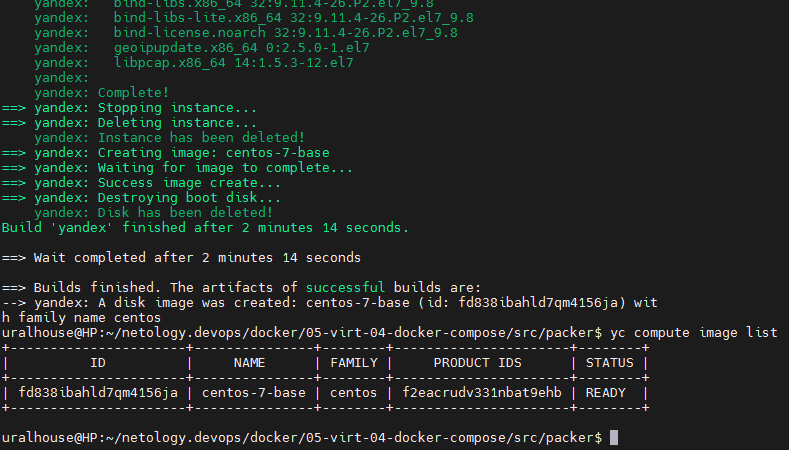 yandex:   bind-libs.x86_64 32:9.11.4-26.P2.el7_9.8
yandex:   bind-libs-lite.x86_64 32:9.11.4-26.P2.el7_9.8
yandex:   bind-license.noarch 32:9.11.4-26.P2.el7_9.8
yandex:   geoipupdate.x86_64 0:2.5.0-1.el7
yandex:   libpcap.x86_64 14:1.5.3-12.el7
yandex:
yandex: Complete!
==> yandex: Stopping instance...
==> yandex: Deleting instance...
yandex: Instance has been deleted!
==> yandex: Creating image: centos-7-base
==> yandex: Waiting for image to complete...
==> yandex: Success image create...
==> yandex: Destroying boot disk...
yandex: Disk has been deleted!
Build 'yandex' finished after 2 minutes 14 seconds.
==> Wait completed after 2 minutes 14 seconds
==> Builds finished. The artifacts of successful builds are:
--> yandex: A disk image was created: centos-7-base (id: fd838ibahld7qm4156ja) wit
h family name centos
uralhouse@HP:~/netology.devops/docker/05-virt-04-docker-compose/src/packer$ yc compute image list
+----------------------+---------------+--------+----------------------+--------+
|          ID          |     NAME      | FAMILY |     PRODUCT IDS      | STATUS |
+----------------------+---------------+--------+----------------------+--------+
| fd838ibahld7qm4156ja | centos-7-base | centos | f2eacrudv331nbat9ehb | READY  |
+----------------------+---------------+--------+----------------------+--------+
uralhouse@HP:~/netology.devops/docker/05-virt-04-docker-compose/src/packer$